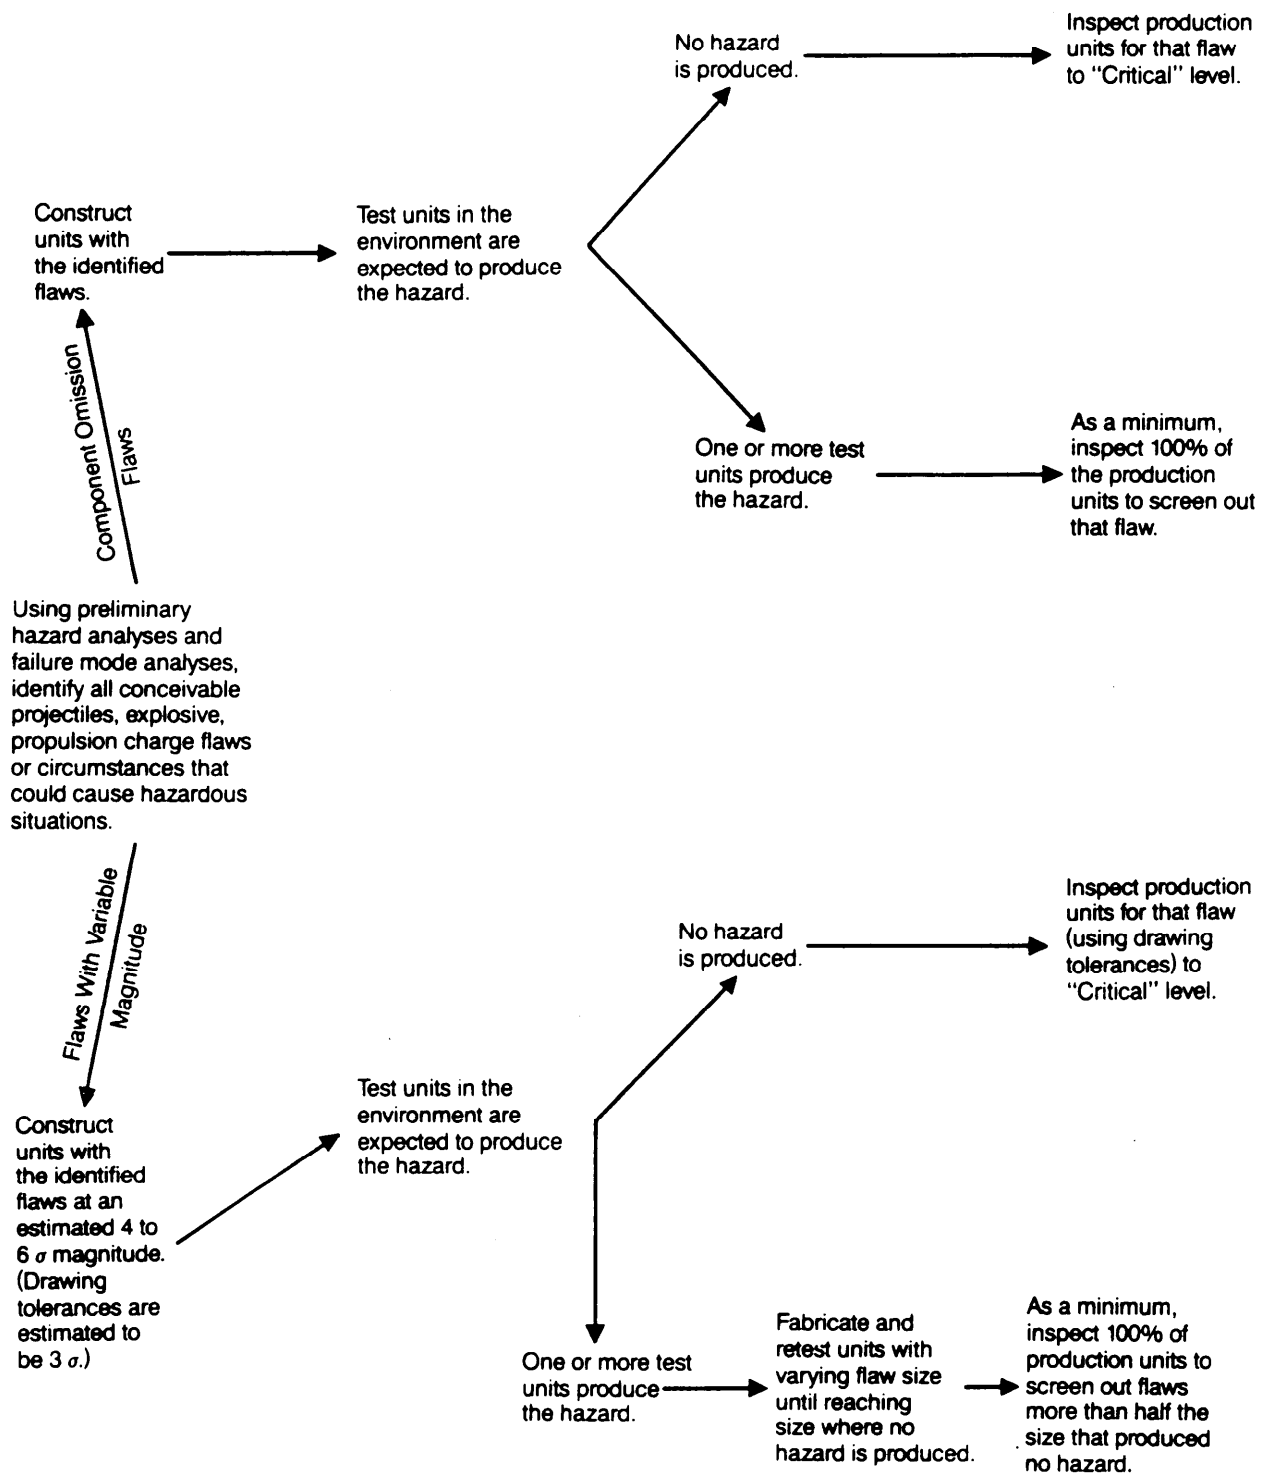 No hazard
is produced.
Inspect production
units for that flaw
to “Critical” level.
Construct
units with
the identified
flaws.
Test units in the
environment are
expected to produce
the hazard.
One or more test
units produce
the hazard.
As a minimum,
inspect 100% of
the production
units to screen out
that flaw.
Component Omission
Flaws
Using preliminary
hazard analyses and
failure mode analyses,
identify all conceivable
projectiles, explosive,
propulsion charge flaws
or circumstances that
could cause hazardous
situations.
Flaws With Variable
Magnitude
Construct
units with
the identified
flaws at an
estimated 4 to
6 σ magnitude.
(Drawing
tolerances are
estimated to
be 3 σ.)
Test units in the
environment are
expected to produce
the hazard.
No hazard
is produced.
Inspect production
units for that flaw
(using drawing
tolerances) to
“Critical” level.
One or more test
units produce
the hazard.
Fabricate and
retest units with
varying flaw size
until reaching
size where no
hazard is produced.
As a minimum,
inspect 100% of
production units to
screen out flaws
more than half the
size that produced
no hazard.